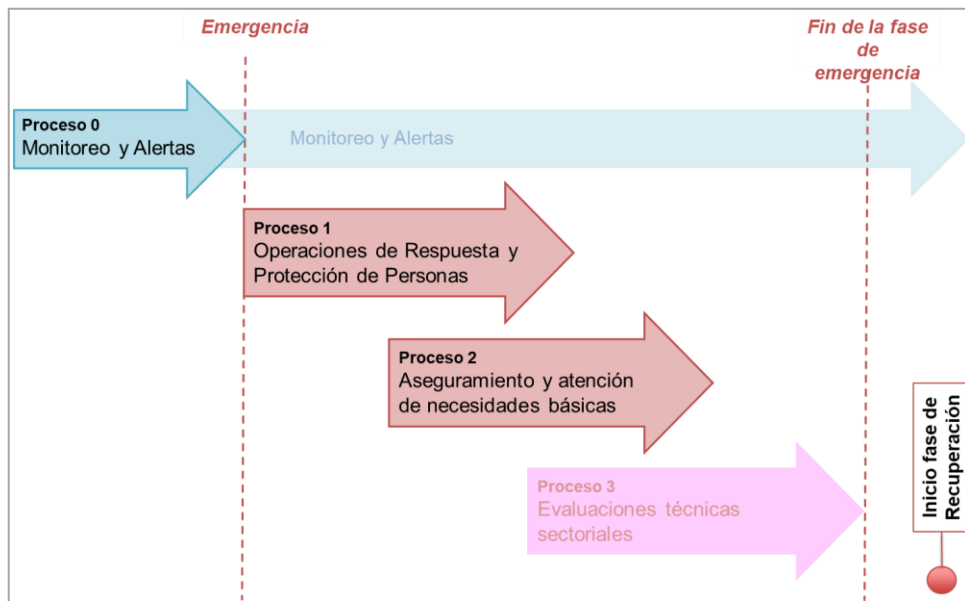 Emergencia
Fin de la fase
de
emergencia
Proceso 0
Monitoreo y Alertas
Monitoreo y Alertas
Proceso 1
Operaciones de Respuesta y
Protección de Personas
Proceso 2
Aseguramiento y atención
de necesidades básicas
Proceso 3
Evaluaciones técnicas
sectoriales
Inicio fase de
Recuperación